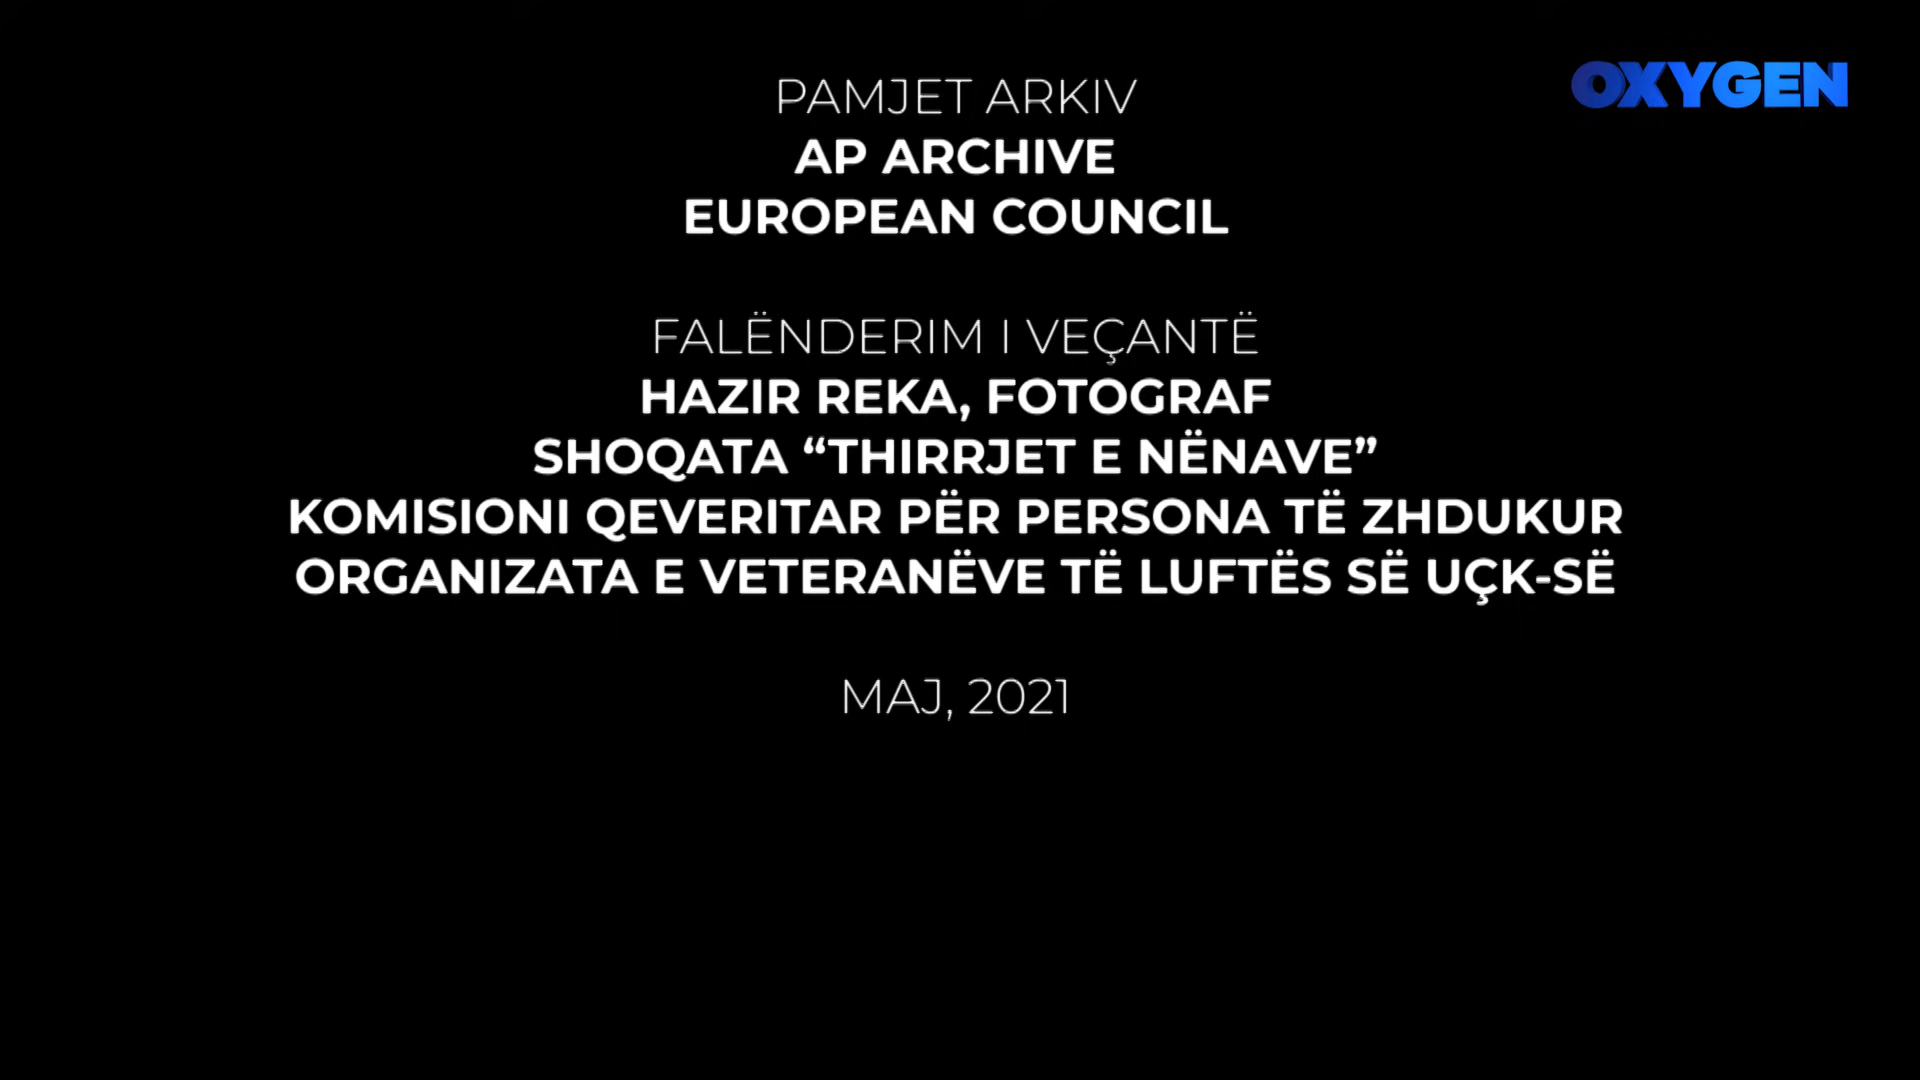 PAMJET ARKIV
OXYGEN
AP ARCHIVE
EUROPEAN COUNCIL
FALËNDERIM I VEÇANTË
HAZIR REKA, FOTOGRAF
SHOQATA “THIRRJET E NËNAVE”
KOMISIONI QEVERITAR PËR PERSONA TË ZHDUKUR
ORGANIZATA E VETERANËVE TË LUFTËS SË UÇK-SË
MAJ, 2021